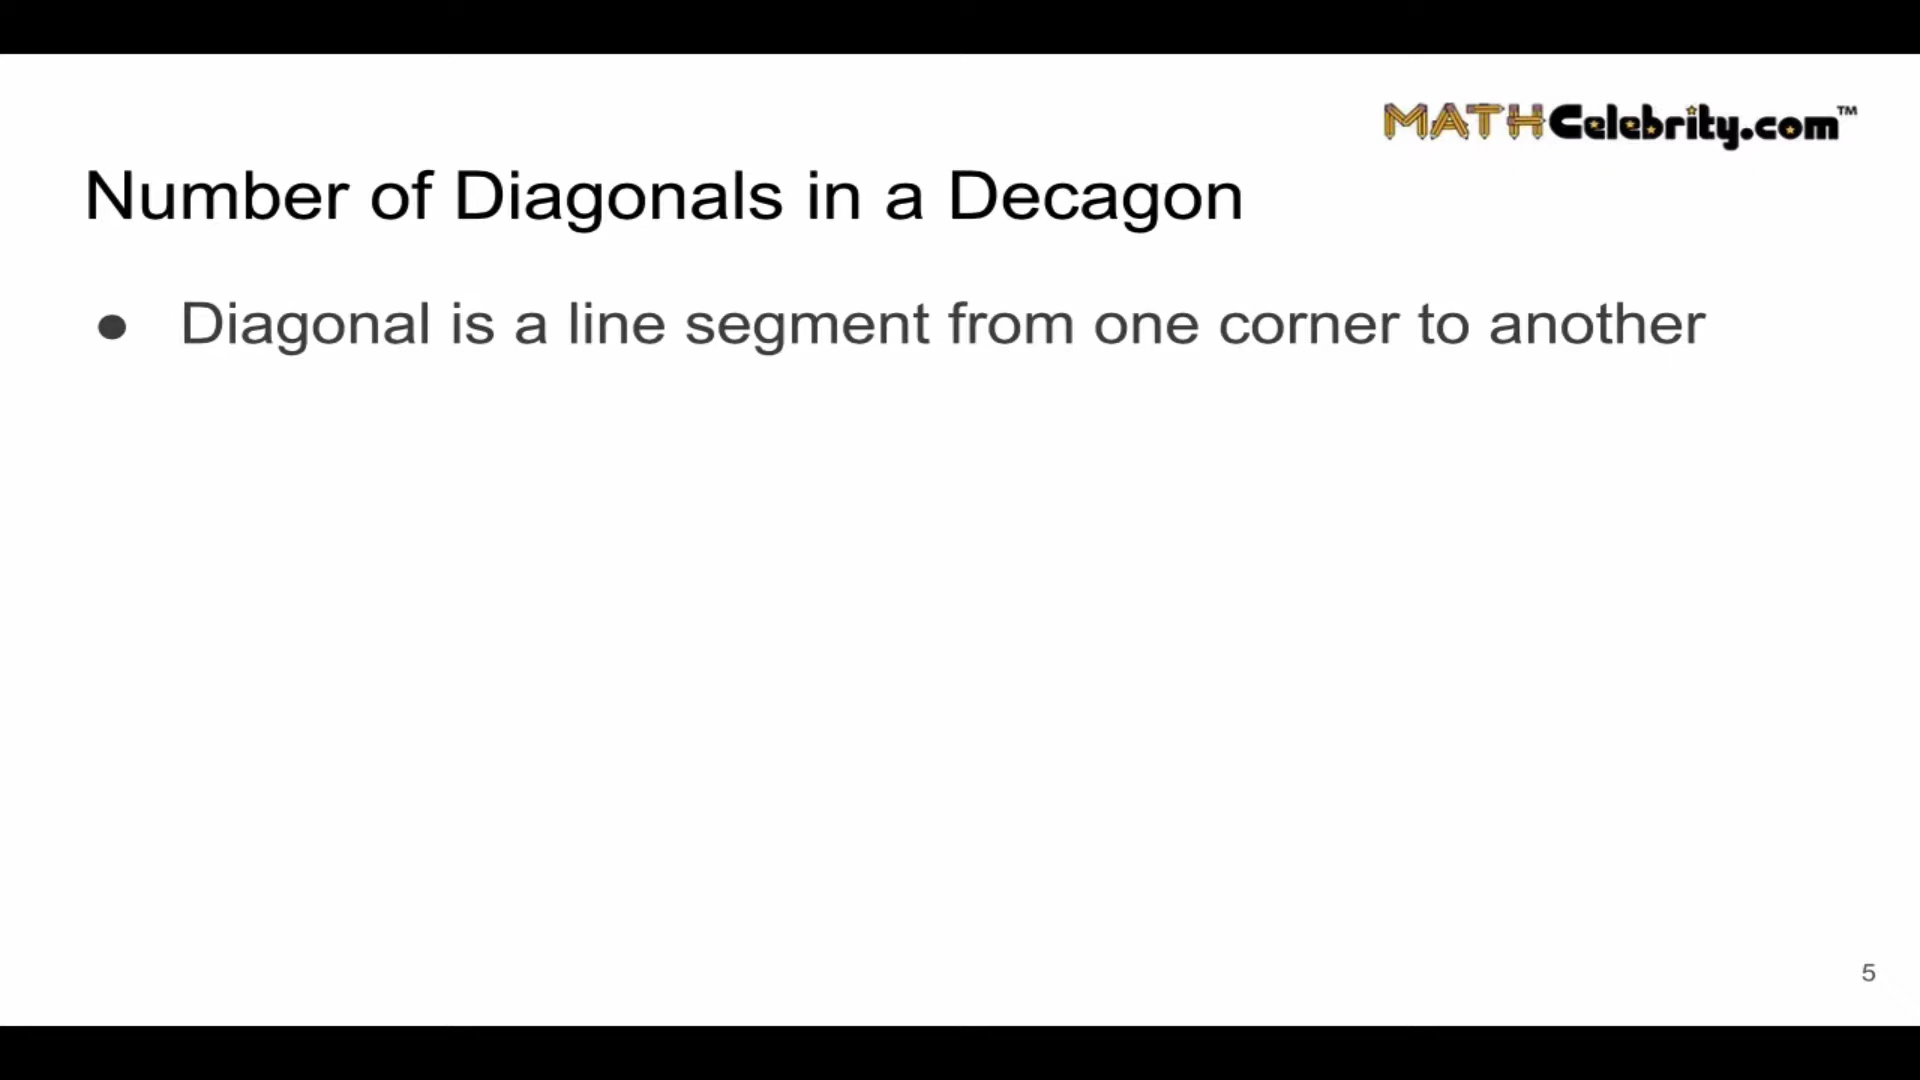 MATHCelebrity.com™
Number of Diagonals in a Decagon
● Diagonal is a line segment from one corner to another
5